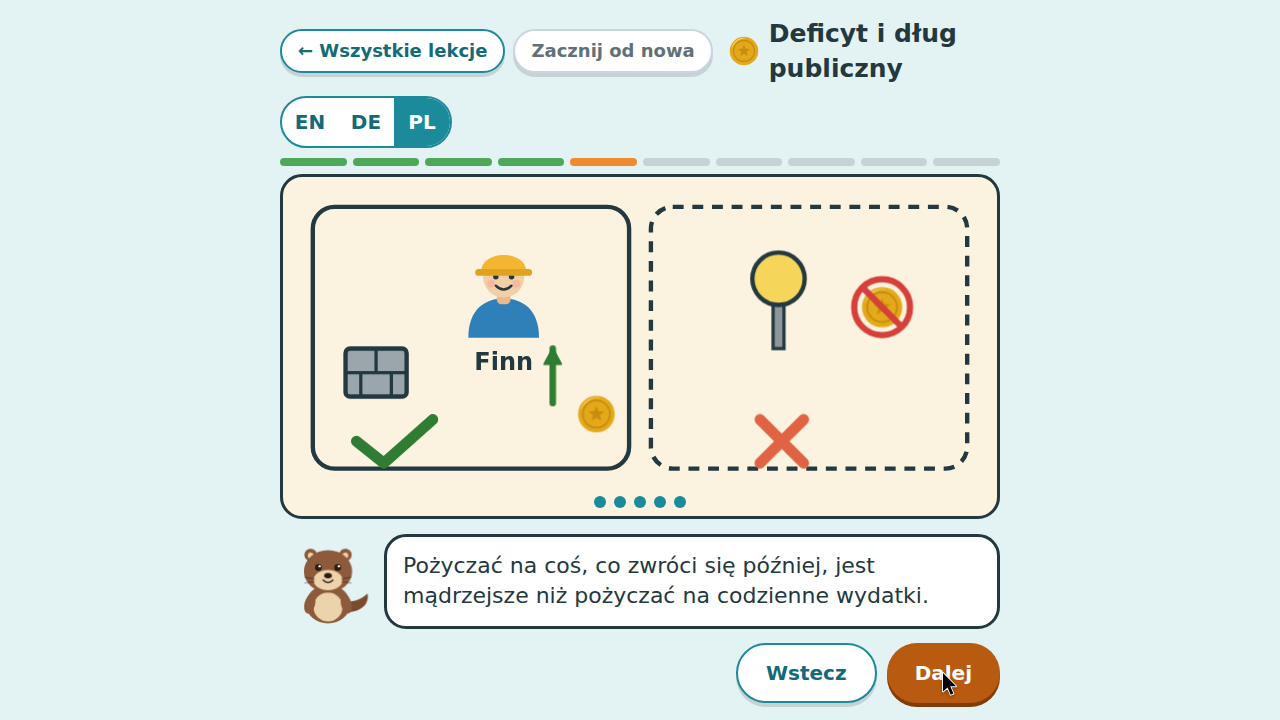 ← Wszystkie lekcje
Zacznij od nowa
Deficyt i dług
publiczny
EN DE PL
Finn
Pożyczać na coś, co zwróci się później, jest
mądrzejsze niż pożyczać na codzienne wydatki.
Wstecz
Dalej